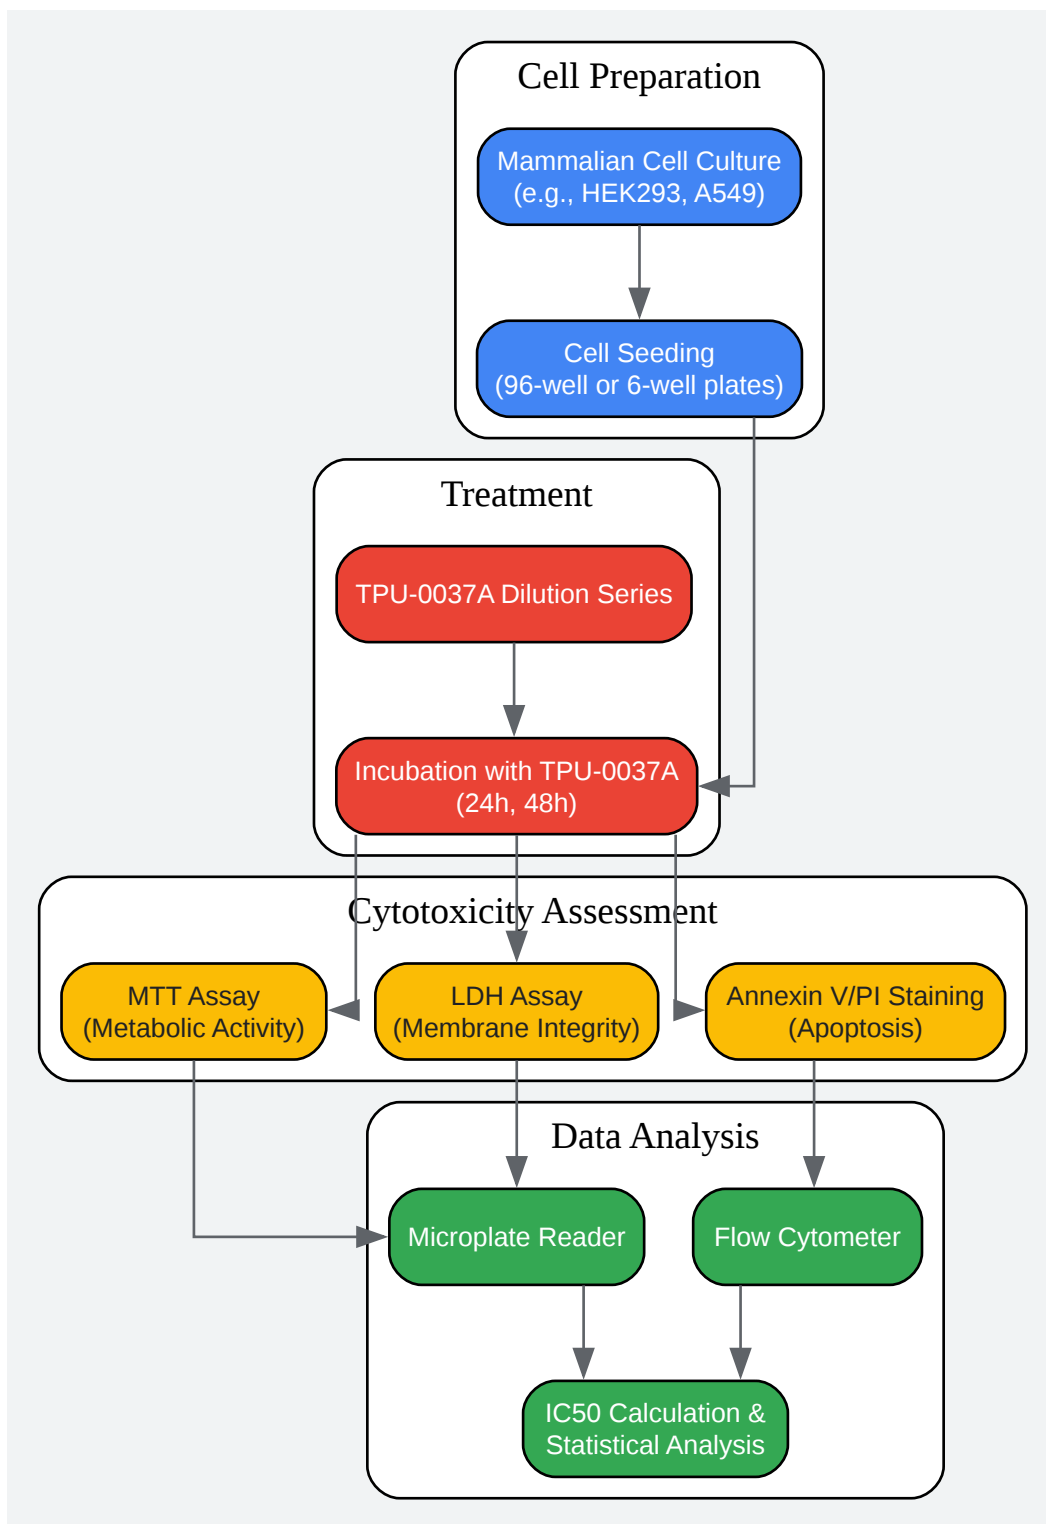 Cell Preparation
Mammalian Cell Culture
(e.g., HEK293, A549)
Cell Seeding
(96-well or 6-well plates)
Treatment
TPU-0037A Dilution Series
Incubation with TPU-0037A
(24h, 48h)
Cytotoxicity Assessment
MTT Assay
(Metabolic Activity)
LDH Assay
(Membrane Integrity)
Annexin V/PI Staining
(Apoptosis)
Data Analysis
Microplate Reader
Flow Cytometer
IC50 Calculation &
Statistical Analysis